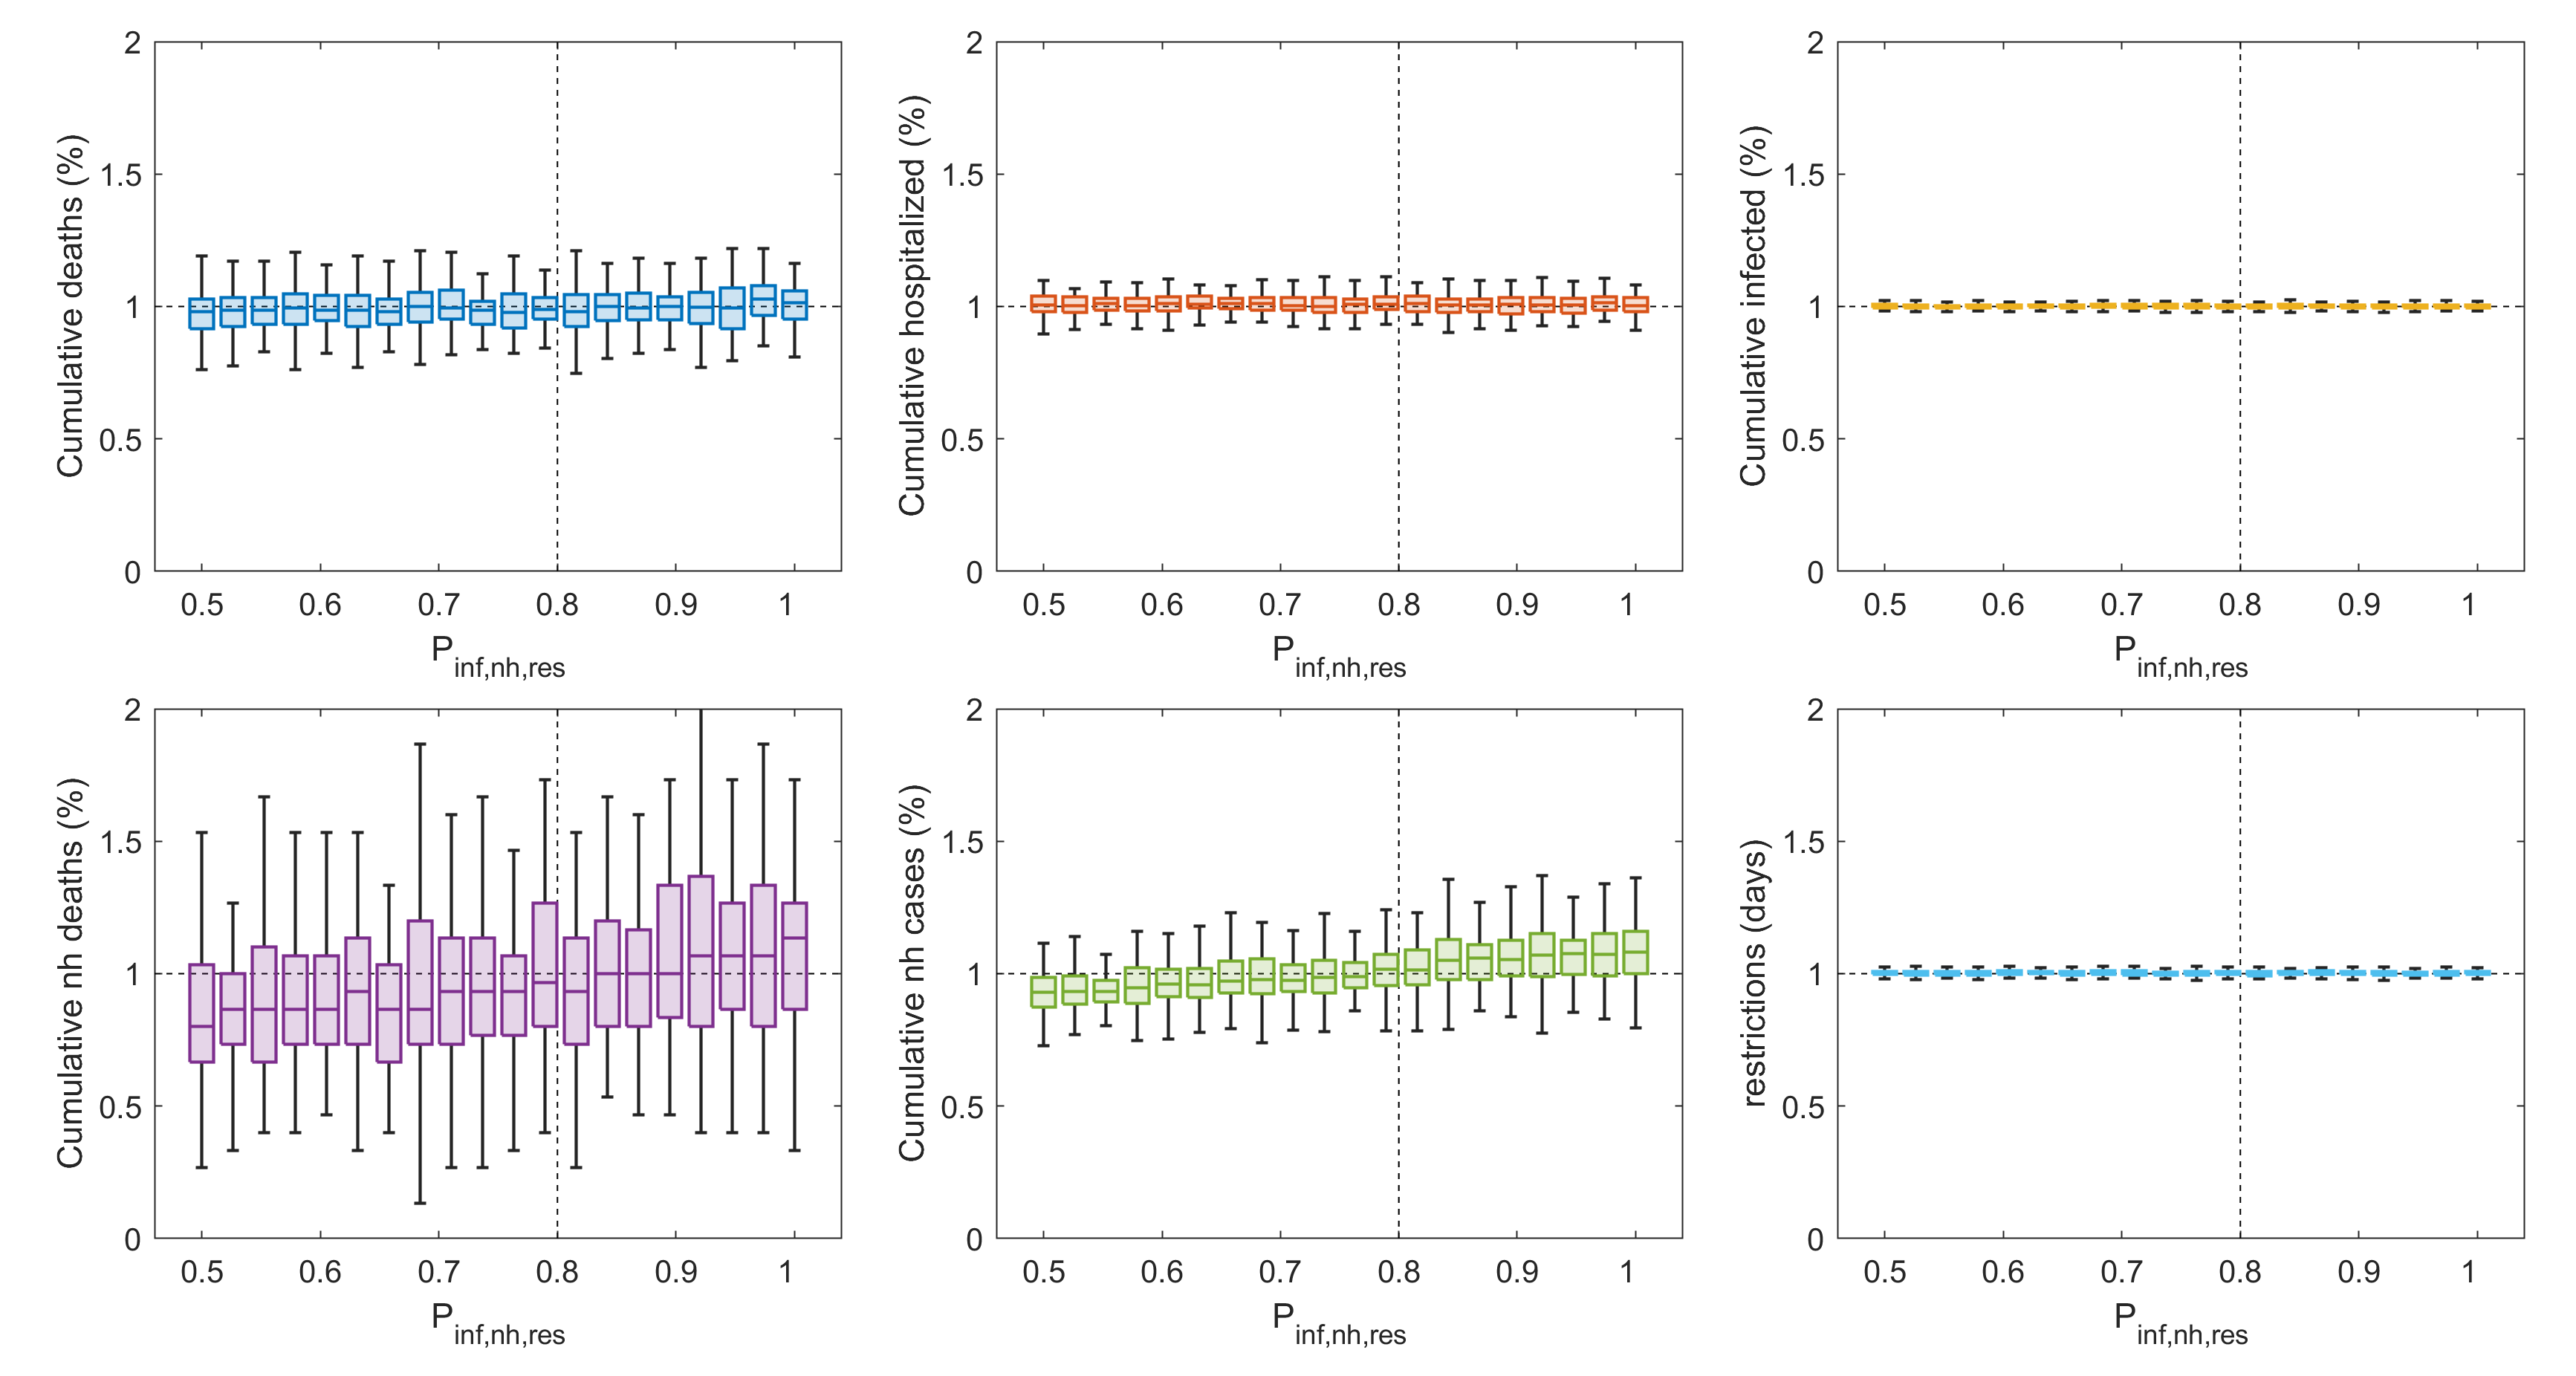 Cumulative deaths (%)
2
1.5
1
0.5
0
0.5 0.6 0.7 0.8 0.9 1
P inf,nh,res
Cumulative hospitalized (%)
2
1.5
1
0.5
0
0.5 0.6 0.7 0.8 0.9 1
P inf,nh,res
Cumulative infected (%)
2
1.5
1
0.5
0
0.5 0.6 0.7 0.8 0.9 1
P inf,nh,res
Cumulative nh deaths (%)
2
1.5
1
0.5
0
0.5 0.6 0.7 0.8 0.9 1
P inf,nh,res
Cumulative nh cases (%)
2
1.5
1
0.5
0
0.5 0.6 0.7 0.8 0.9 1
P inf,nh,res
restrictions (days)
2
1.5
1
0.5
0
0.5 0.6 0.7 0.8 0.9 1
P inf,nh,res